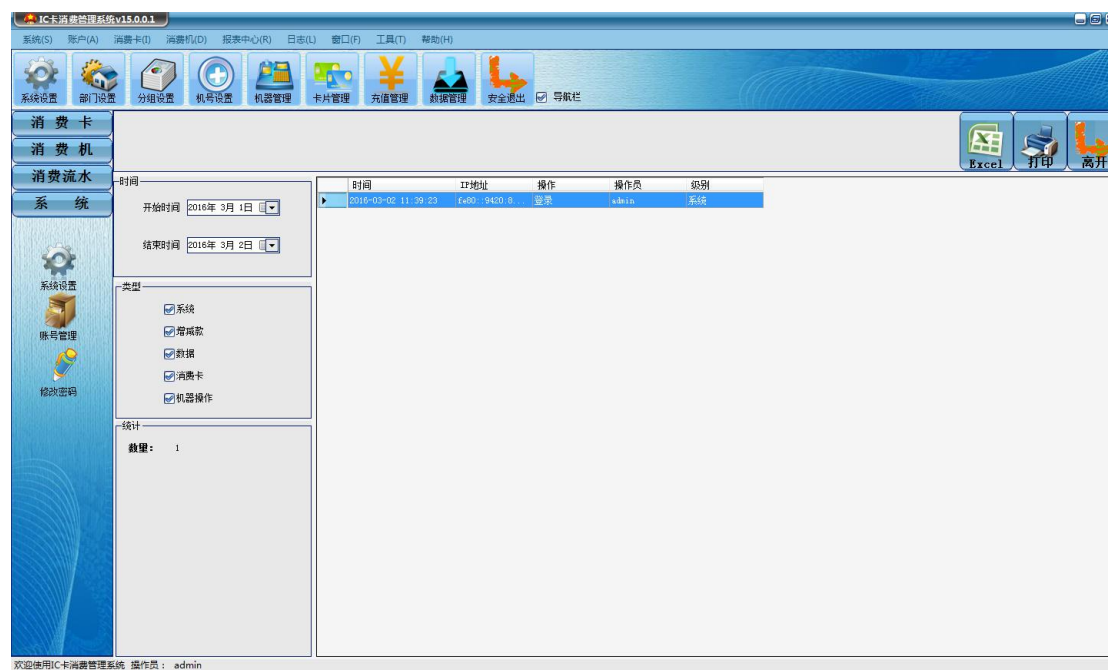 IC卡消费管理系统v15.0.0.1
系统(S) 账户(A) 消费卡(I) 消费机(D) 报表中心(R) 日志(L) 窗口(F) 工具(T) 帮助(H)
系统设置 部门设置 分组设置 机号设置 机器管理 卡片管理 充值管理 数据管理 安全退出 导航栏
消费卡
消费机
消费流水
系统
Excel 打印 离开
时间
开始时间 2016年 3月 1日
结束时间 2016年 3月 2日
时间 IP地址 操作 操作员 级别
2016-03-02 11:39:23 fe80::9420:8... 登录 admin 系统
系统设置
账号管理
修改密码
类型
系统
增减款
数据
消费卡
机器操作
统计
数量: 1
欢迎使用IC卡消费管理系统 操作员: admin